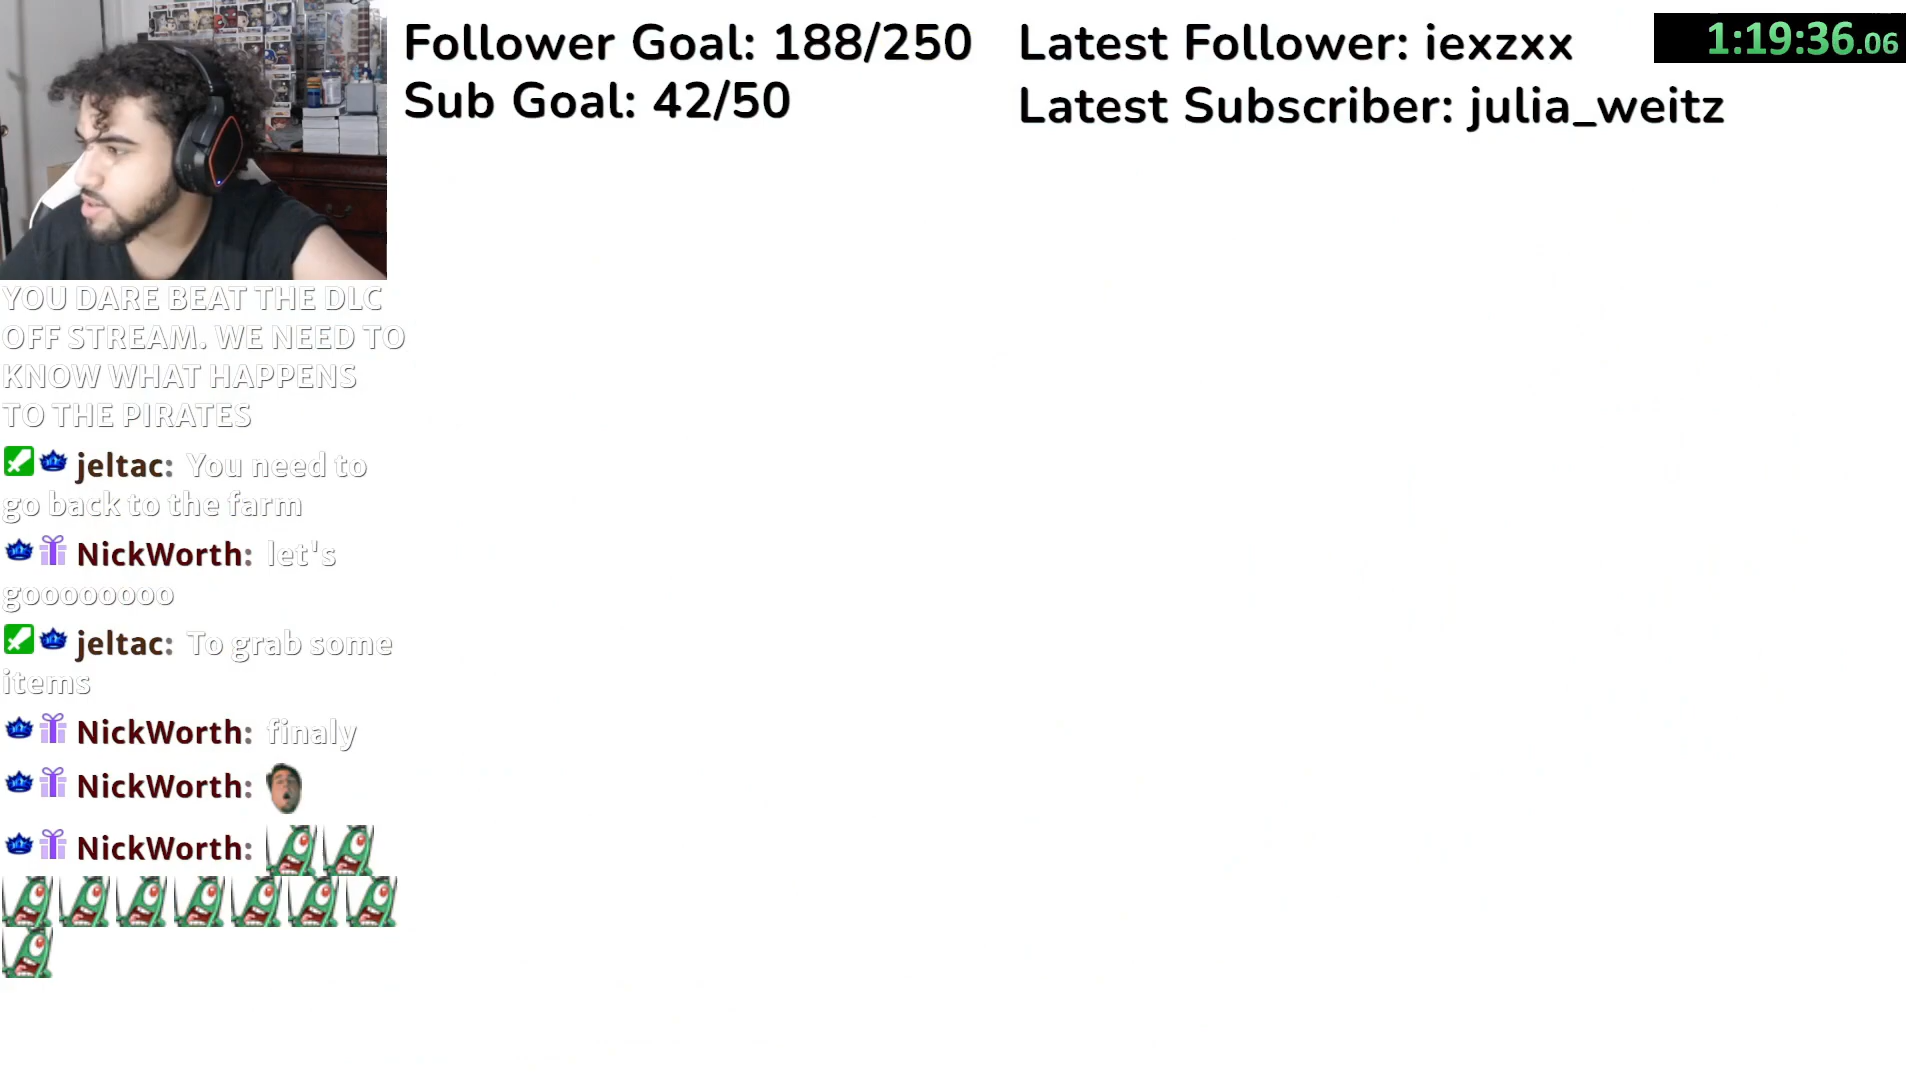 Follower Goal: 188/250
Sub Goal: 42/50
Latest Follower: iexzxx
Latest Subscriber: julia_weitz
1:19:36.06
YOU DARE BEAT THE DLC
OFF STREAM. WE NEED TO
KNOW WHAT HAPPENS
TO THE PIRATES
jeltac: You need to
go back to the farm
NickWorth: let's
goooooooo
jeltac: To grab some
items
NickWorth: finaly
NickWorth:
NickWorth: